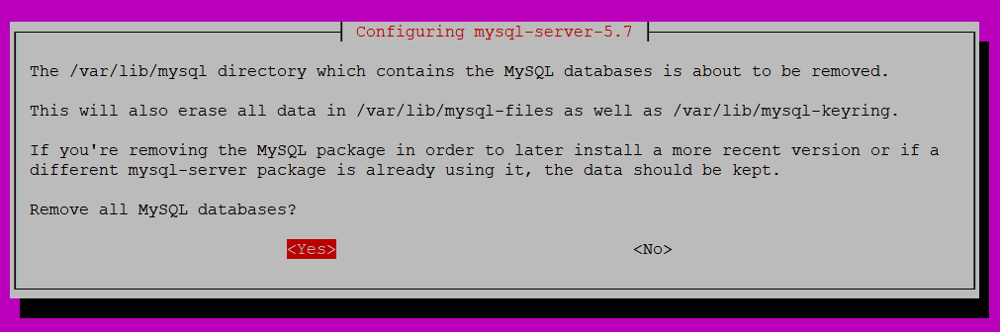 Configuring mysql-server-5.7
The /var/lib/mysql directory which contains the MySQL databases is about to be removed.
This will also erase all data in /var/lib/mysql-files as well as /var/lib/mysql-keyring.
If you're removing the MySQL package in order to later install a more recent version or if a
different mysql-server package is already using it, the data should be kept.
Remove all MySQL databases?
<Yes> <No>